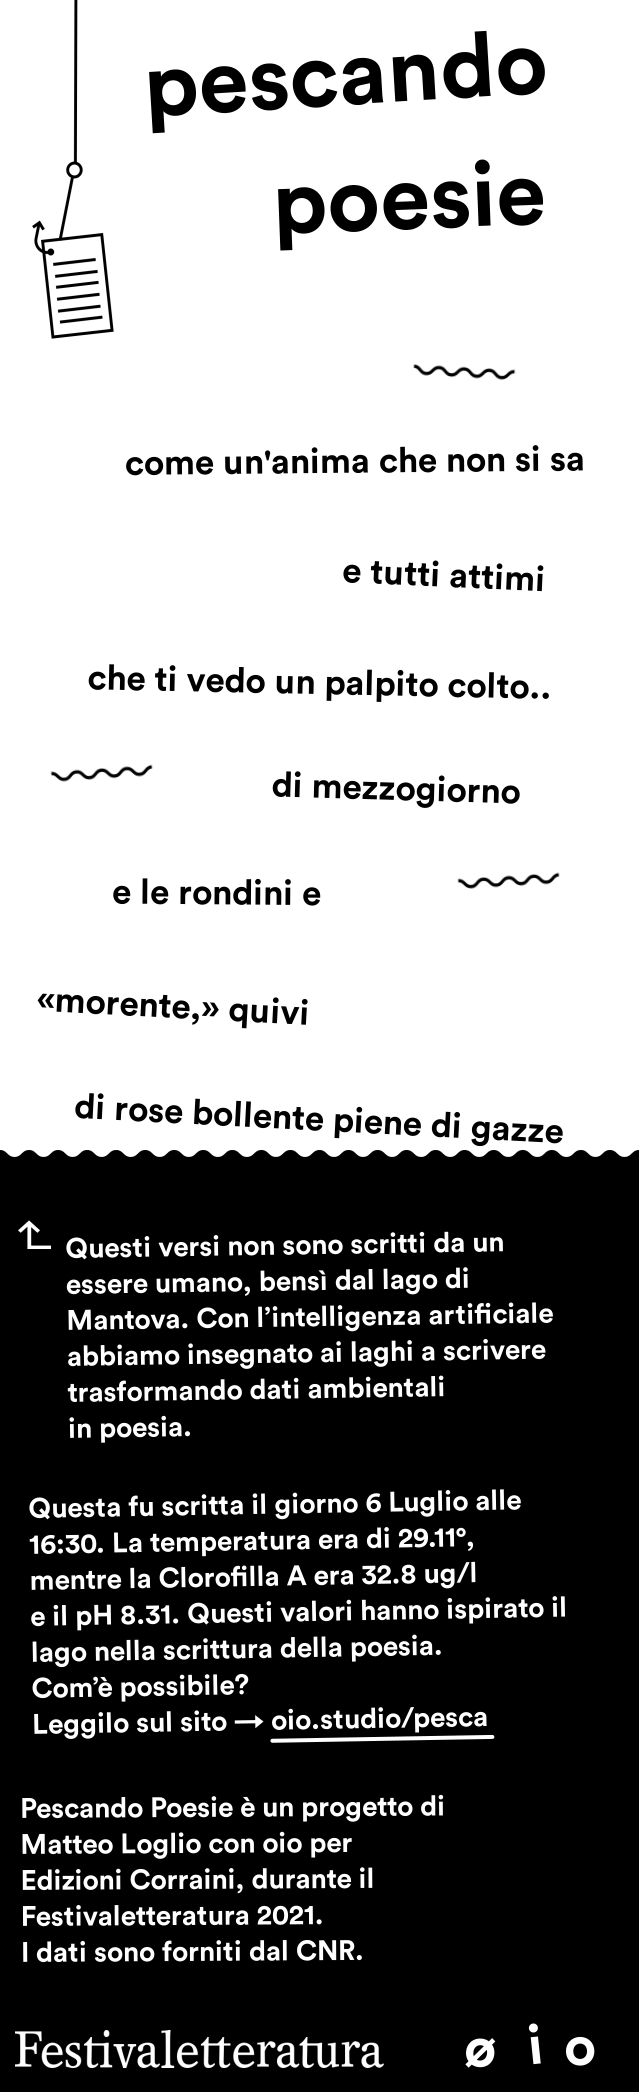 pescando
poesie
come un'anima che non si sa
e tutti attimi
che ti vedo un palpito colto..
di mezzogiorno
e le rondini e
«morente,» quivi
di rose bollente piene di gazze
Questi versi non sono scritti da un
essere umano, bensì dal lago di
Mantova. Con l’intelligenza artificiale
abbiamo insegnato ai laghi a scrivere
trasformando dati ambientali
in poesia.
Questa fu scritta il giorno 6 Luglio alle
16:30. La temperatura era di 29.11°,
mentre la Clorofilla A era 32.8 ug/l
e il pH 8.31. Questi valori hanno ispirato il
lago nella scrittura della poesia.
Com’è possibile?
Leggilo sul sito → oio.studio/pesca
Pescando Poesie è un progetto di
Matteo Loglio con oio per
Edizioni Corraini, durante il
Festivaletteratura 2021.
I dati sono forniti dal CNR.
Festivaletteratura ø i o